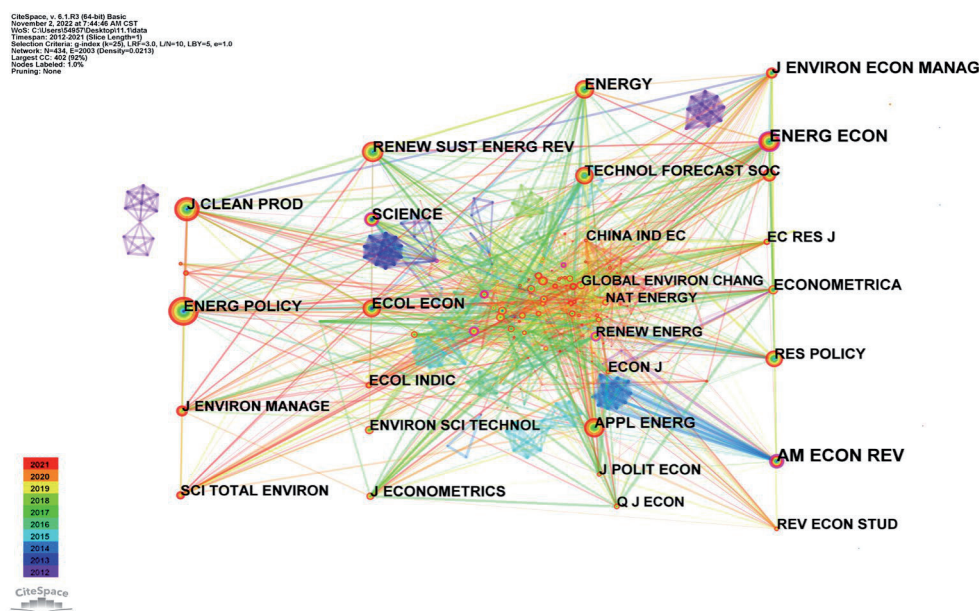 CiteSpace, v. 6.1.R3 (64-bit) Basic
November 2, 2022 at 7:44:46 AM CST
WoS: C:\Users\54957\Desktop\11.1\data
Timespan: 2012-2021 (Slice Length=1)
Selection Criteria: g-index (k=25), LRF=3.0, L/N=10, LBY=5, e=1.0
Network: N=434, E=2003 (Density=0.0213)
Largest CC: 402 (92%)
Nodes Labeled: 1.0%
Pruning: None
J ENVIRON ECON MANAG
ENERGY
ENERG ECON
RENEW SUST ENERG REV
TECHNOL FORECAST SOC
J CLEAN PROD
SCIENCE
CHINA IND EC
EC RES J
GLOBAL ENVIRON CHANG
ECONOMETRICA
NAT ENERGY
ENERG POLICY
ECOL ECON
RENEW ENERG
RES POLICY
ECON J
ECOL INDIC
J ENVIRON MANAGE
ENVIRON SCI TECHNOL
APPL ENERG
AM ECON REV
J POLIT ECON
SCI TOTAL ENVIRON
J ECONOMETRICS
Q J ECON
REV ECON STUD
2021
2020
2019
2018
2017
2016
2015
2014
2013
2012
CiteSpace